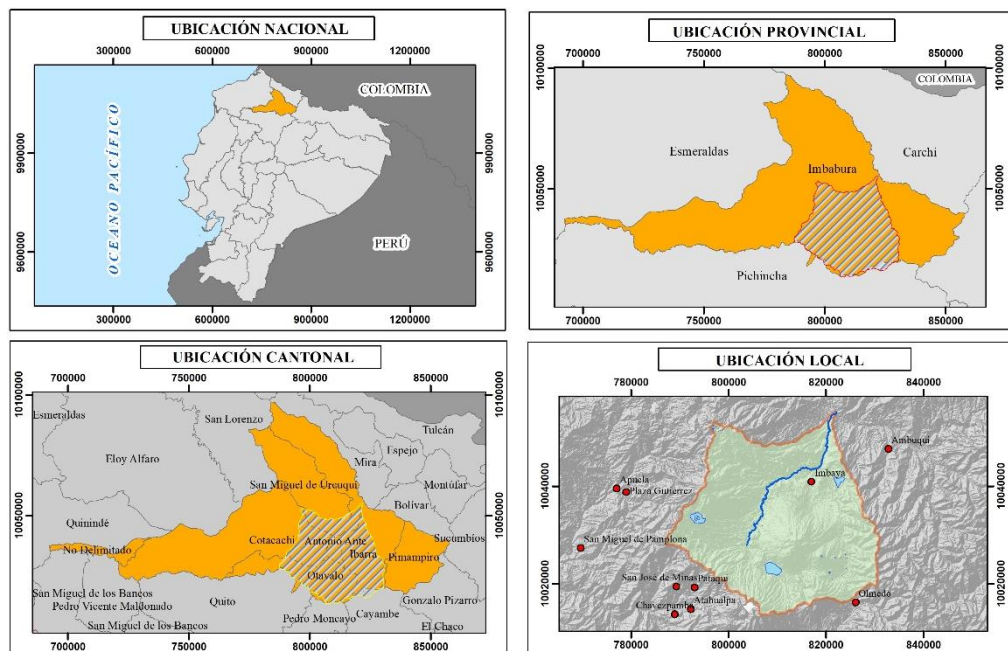 UBICACIÓN NACIONAL
300000 600000 900000 1200000
COLOMBIA
OCEANO PACÍFICO
PERÚ
9900000
9600000
9900000
9600000
300000 600000 900000 1200000
UBICACIÓN PROVINCIAL
700000 750000 800000 850000
10100000
10050000
10100000
10050000
COLOMBIA
Esmeraldas
Carchi
Imbabura
Pichincha
700000 750000 800000 850000
UBICACIÓN CANTONAL
700000 750000 800000 850000
10100000
10050000
10100000
10050000
Esmeraldas
San Lorenzo
Tulcán
Eloy Alfaro
Espejo
Mira
Montúfar
San Miguel de Urcuquí
Bolívar
Quinindé
Sucumbíos
No Delimitado
Cotacachi
Antonio Ante
Ibarra
Pimampiro
Otavalo
San Miguel de los Bancos
Quito
Gonzalo Pizarro
Pedro Vicente Maldonado
Cayambe
Pedro Moncayo
San Miguel de los Bancos
El Chaco
700000 750000 800000 850000
UBICACIÓN LOCAL
780000 800000 820000 840000
10040000
10020000
10040000
10020000
Ambuquí
Imbaya
Apuela
Plaza Gutierrez
San Miguel de Pamplona
San José de Minas
Pataquí
Atahualpa
Chavezpamba
Olmedo
780000 800000 820000 840000